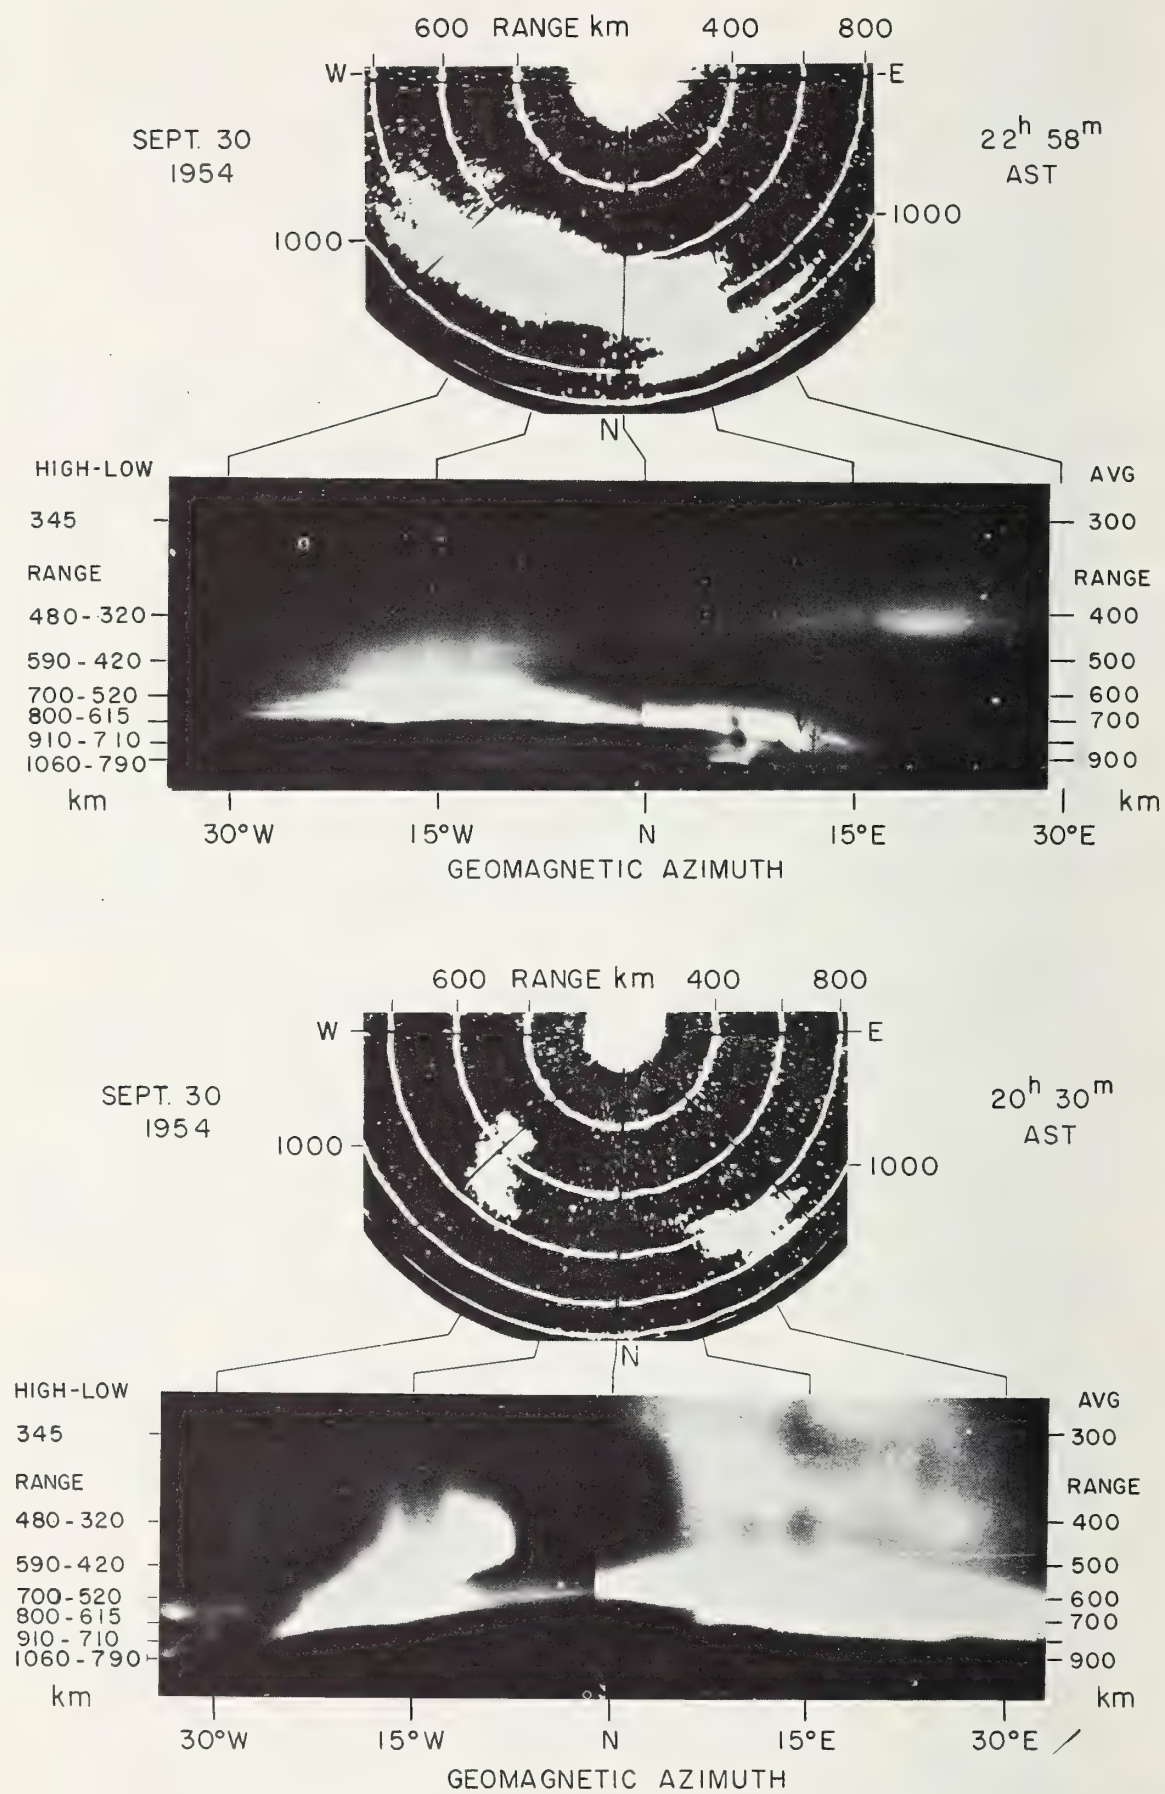 600 RANGE km 400 800
W E
SEPT. 30
1954
22h 58m
AST
1000
1000
N
HIGH-LOW AVG
345 300
RANGE RANGE
480-320 400
590-420 500
700-520 600
800-615 700
910-710
1060-790 900
km km
30°W 15°W N 15°E 30°E
GEOMAGNETIC AZIMUTH
600 RANGE km 400 800
W E
SEPT. 30
1954
20h 30m
AST
1000
1000
N
HIGH-LOW AVG
345 300
RANGE RANGE
480-320 400
590-420 500
700-520 600
800-615 700
910-710
1060-790 900
km km
30°W 15°W N 15°E 30°E
GEOMAGNETIC AZIMUTH